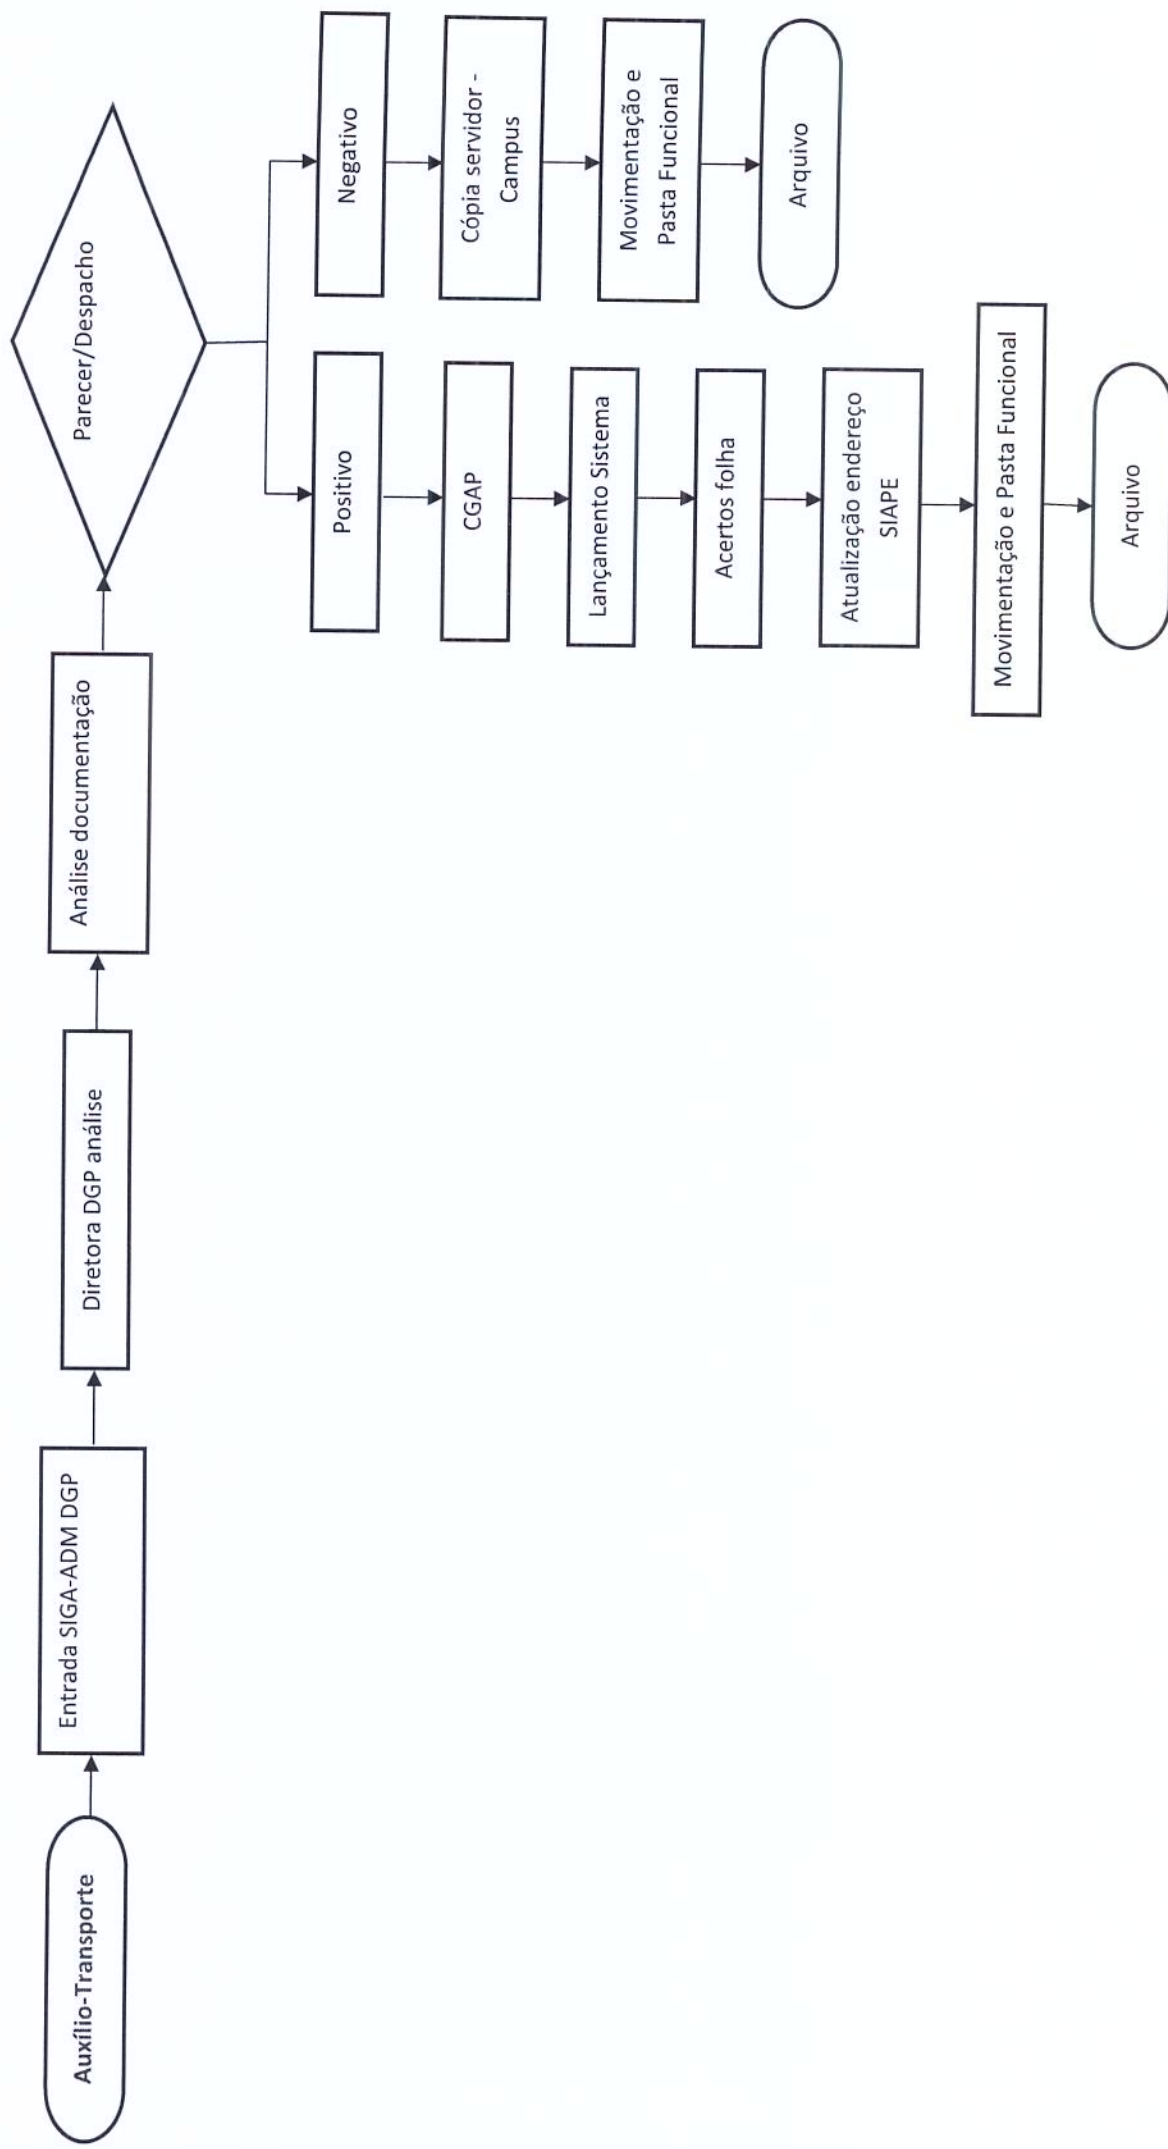 Auxílio-Transporte
Entrada SIGA-ADM DGP
Diretora DGP análise
Análise documentação
Parecer/Despacho
Positivo
CGAP
Lançamento Sistema
Acertos folha
Atualização endereço
SIAPE
Movimentação e Pasta Funcional
Arquivo
Negativo
Cópia servidor -
Campus
Movimentação e
Pasta Funcional
Arquivo